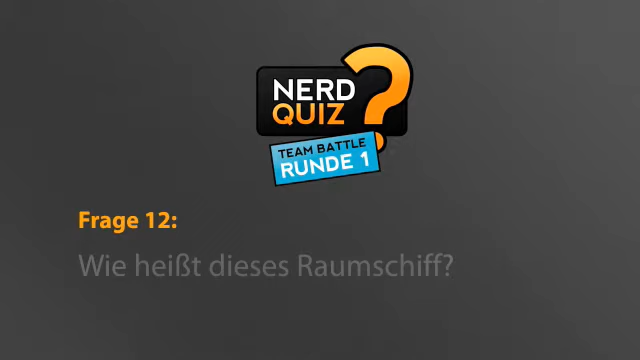 NERD
QUIZ
TEAM BATTLE
RUNDE 1
Frage 12:
Wie heißt dieses Raumschiff?